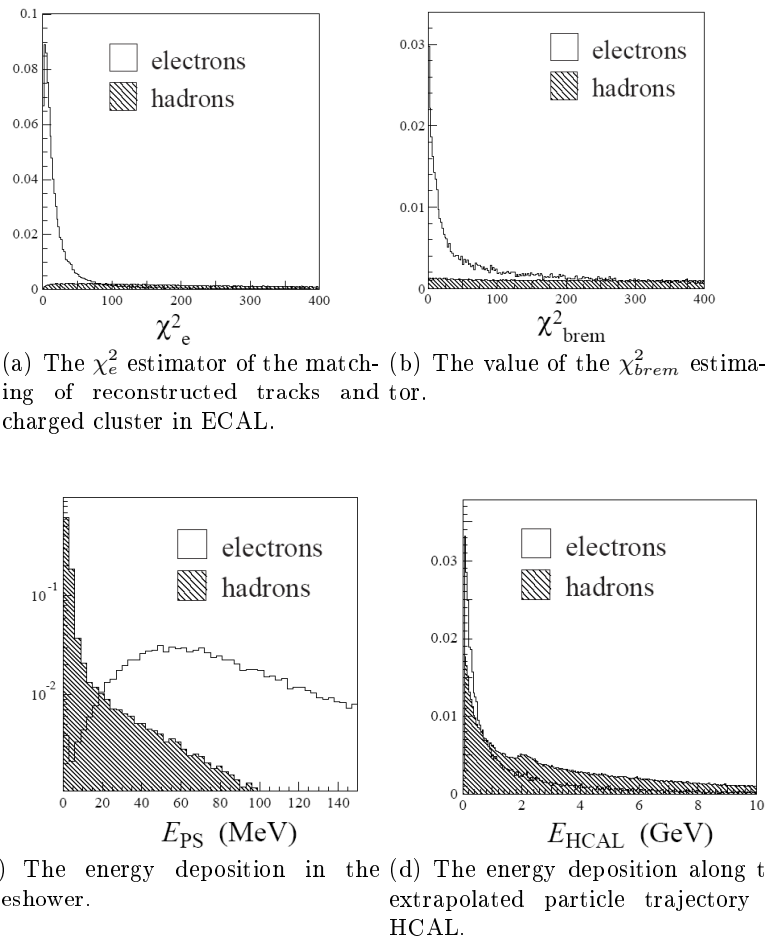 0.1
0.08
0.06
0.04
0.02
0
0 100 200 300 400
electrons
hadrons
χ²ₑ
0.03
0.02
0.01
0
0 100 200 300 400
electrons
hadrons
χ²brem
(a) The χ²ₑ estimator of the match-
ing of reconstructed tracks and
charged cluster in ECAL.
(b) The value of the χ²brem estima-
tor.
10⁻¹
10⁻²
0 20 40 60 80 100 120 140
electrons
hadrons
E_PS (MeV)
0.03
0.02
0.01
0
0 2 4 6 8 10
electrons
hadrons
E_HCAL (GeV)
) The energy deposition in the
eshower.
(d) The energy deposition along t
extrapolated particle trajectory
HCAL.